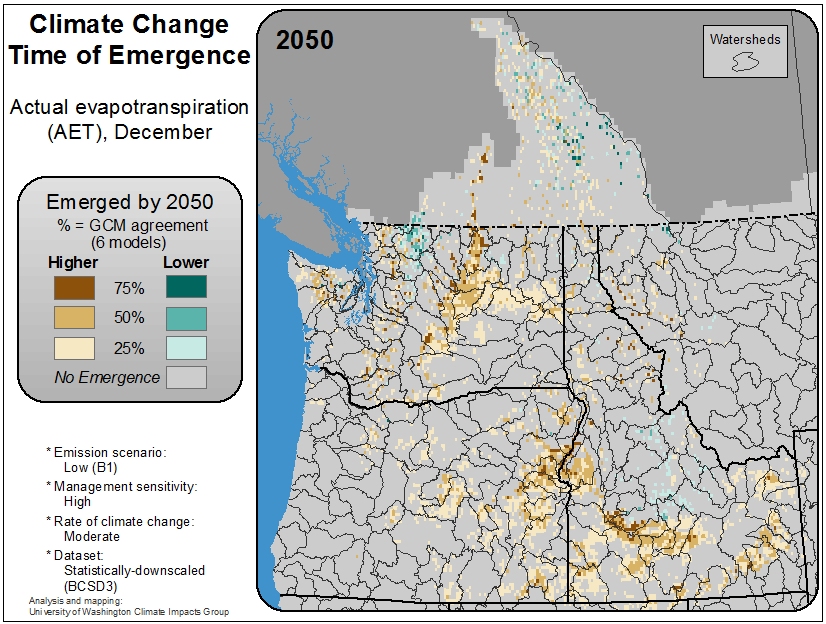 Climate Change
Time of Emergence
Actual evapotranspiration
(AET), December
Emerged by 2050
% = GCM agreement
(6 models)
Higher Lower
75%
50%
25%
No Emergence
* Emission scenario:
Low (B1)
* Management sensitivity:
High
* Rate of climate change:
Moderate
* Dataset:
Statistically-downscaled
(BCSD3)
Analysis and mapping:
University of Washington Climate Impacts Group
2050
Watersheds